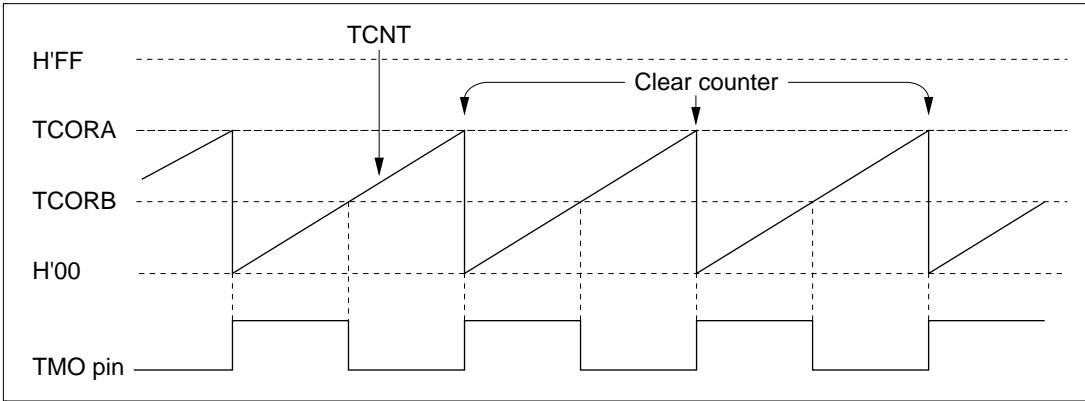 TCNT
H'FF
Clear counter
TCORA
TCORB
H'00
TMO pin